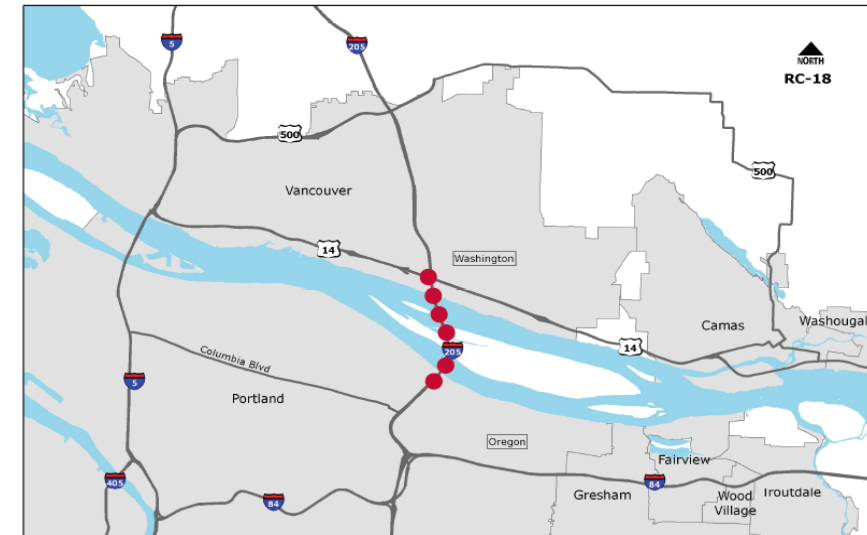 5
205
NORTH
RC-18
500
500
Vancouver
14
Washington
Camas
Washougal
14
205
Columbia Blvd
5
Portland
Oregon
Fairview
405
84
Gresham
84
Wood
Village
Iroutdale